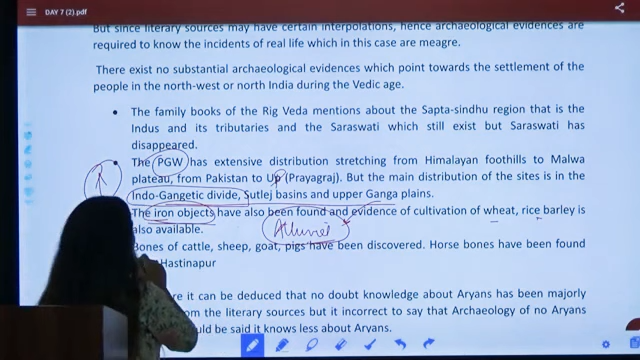 DAY 7 (2).pdf
But since literary sources may have certain interpolations, hence archaeological evidences are
required to know the incidents of real life which in this case are meagre.
There exist no substantial archaeological evidences which point towards the settlement of the
people in the north-west or north India during the Vedic age.
• The family books of the Rig Veda mentions about the Sapta-sindhu region that is the
Indus and its tributaries and the Saraswati which still exist but Saraswati has
disappeared.
• The PGW has extensive distribution stretching from Himalayan foothills to Malwa
plateau, from Pakistan to Up (Prayagraj). But the main distribution of the sites is in the
Indo-Gangetic divide, Sutlej basins and upper Ganga plains.
The iron objects have also been found and evidence of cultivation of wheat, rice barley is
also available.
Alluvial
Bones of cattle, sheep, goat, pigs have been discovered. Horse bones have been found
Hastinapur
it can be deduced that no doubt knowledge about Aryans has been majorly
om the literary sources but it incorrect to say that Archaeology of no Aryans
uld be said it knows less about Aryans.